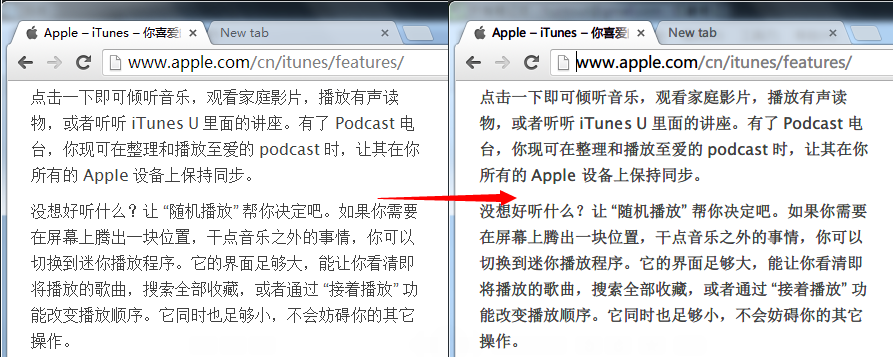 Apple – iTunes – 你喜爱
New tab
www.apple.com/cn/itunes/features/
点击一下即可倾听音乐，观看家庭影片，播放有声读
物，或者听听 iTunes U 里面的讲座。有了 Podcast 电
台，你现可在整理和播放至爱的 podcast 时，让其在你
所有的 Apple 设备上保持同步。
没想好听什么？让 “随机播放” 帮你决定吧。如果你需要
在屏幕上腾出一块位置，干点音乐之外的事情，你可以
切换到迷你播放程序。它的界面足够大，能让你看清即
将播放的歌曲，搜索全部收藏，或者通过 “接着播放” 功
能改变播放顺序。它同时也足够小，不会妨碍你的其它
操作。
Apple – iTunes – 你喜爱
New tab
www.apple.com/cn/itunes/features/
点击一下即可倾听音乐，观看家庭影片，播放有声读
物，或者听听 iTunes U 里面的讲座。有了 Podcast 电
台，你现可在整理和播放至爱的 podcast 时，让其在你
所有的 Apple 设备上保持同步。
没想好听什么？让 “随机播放” 帮你决定吧。如果你需要
在屏幕上腾出一块位置，干点音乐之外的事情，你可以
切换到迷你播放程序。它的界面足够大，能让你看清即
将播放的歌曲，搜索全部收藏，或者通过 “接着播放” 功
能改变播放顺序。它同时也足够小，不会妨碍你的其它
操作。